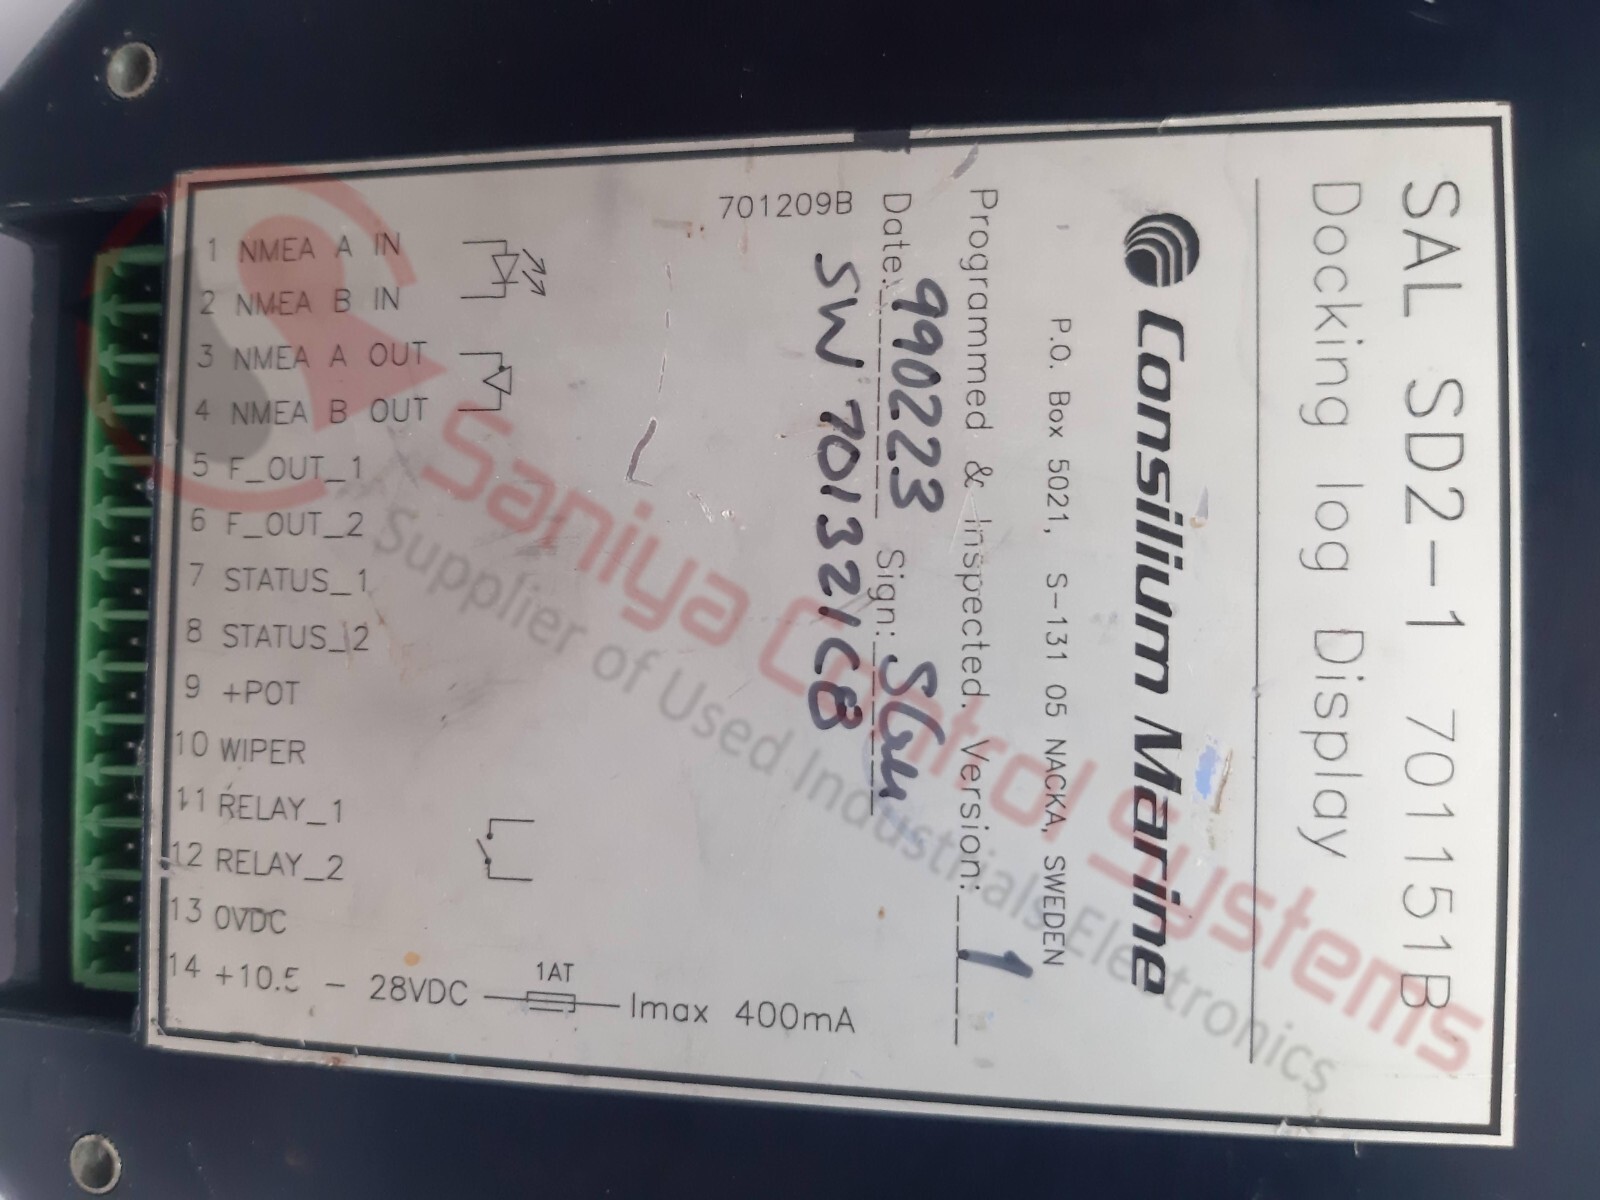 SAL SD2-1 701151B
Docking log Display
Consilium Marine
P.O. Box 5021, S-131 05 NACKA, SWEDEN
Programmed & Inspected. Version: 1
Date: 990223 Sign:
701209B
SW 701321C8
1 NMEA A IN
2 NMEA B IN
3 NMEA A OUT
4 NMEA B OUT
5 F_OUT_1
6 F_OUT_2
7 STATUS_1
8 STATUS_2
9 +POT
10 WIPER
11 RELAY_1
12 RELAY_2
13 0VDC
14 +10.5 - 28VDC 1AT Imax 400mA
Saniya Control Systems
Supplier of Used Industrials Electronics